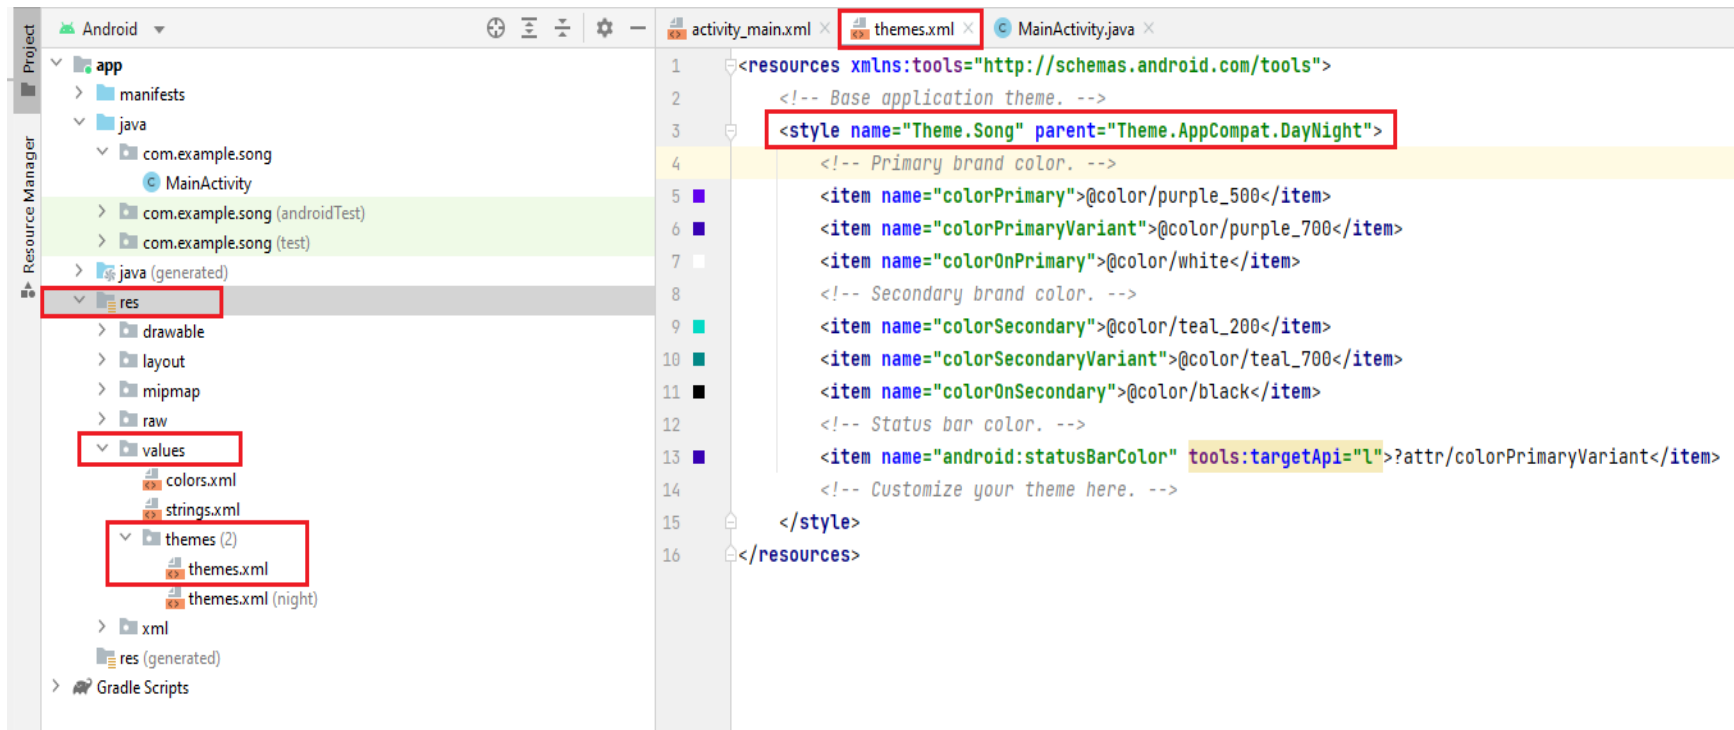 Project
Resource Manager
Android
app
manifests
java
com.example.song
MainActivity
com.example.song (androidTest)
com.example.song (test)
java (generated)
res
drawable
layout
mipmap
raw
values
colors.xml
strings.xml
themes (2)
themes.xml
themes.xml (night)
xml
res (generated)
Gradle Scripts
activity_main.xml themes.xml MainActivity.java
1 <resources xmlns:tools="http://schemas.android.com/tools">
2 <!-- Base application theme. -->
3 <style name="Theme.Song" parent="Theme.AppCompat.DayNight">
4 <!-- Primary brand color. -->
5 <item name="colorPrimary">@color/purple_500</item>
6 <item name="colorPrimaryVariant">@color/purple_700</item>
7 <item name="colorOnPrimary">@color/white</item>
8 <!-- Secondary brand color. -->
9 <item name="colorSecondary">@color/teal_200</item>
10 <item name="colorSecondaryVariant">@color/teal_700</item>
11 <item name="colorOnSecondary">@color/black</item>
12 <!-- Status bar color. -->
13 <item name="android:statusBarColor" tools:targetApi="l">?attr/colorPrimaryVariant</item>
14 <!-- Customize your theme here. -->
15 </style>
16 </resources>